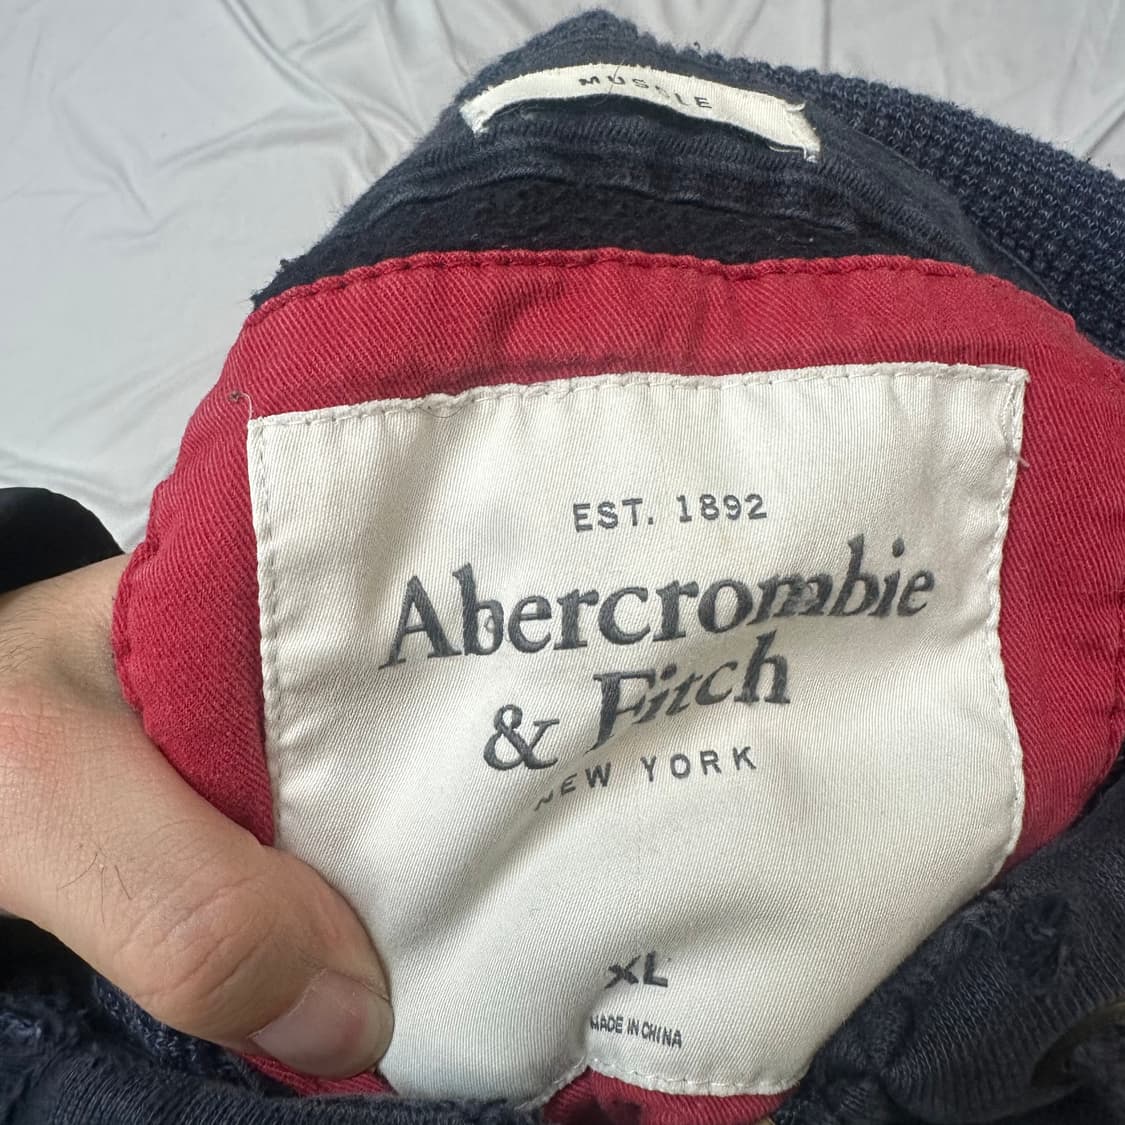 MUSCLE
EST. 1892
Abercrombie
& Fitch
NEW YORK
XL
MADE IN CHINA